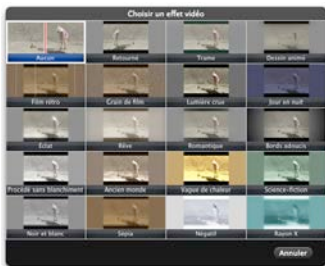 Choisir un effet vidéo
Aucun Retourné Trame Dessin animé
Film rétro Grain de film Lumière crue Jour en nuit
Éclat Rêve Romantique Bords adoucis
Procédé sans blanchiment Ancien monde Vague de chaleur Science-fiction
Noir et blanc Sépia Négatif Rayon X
Annuler